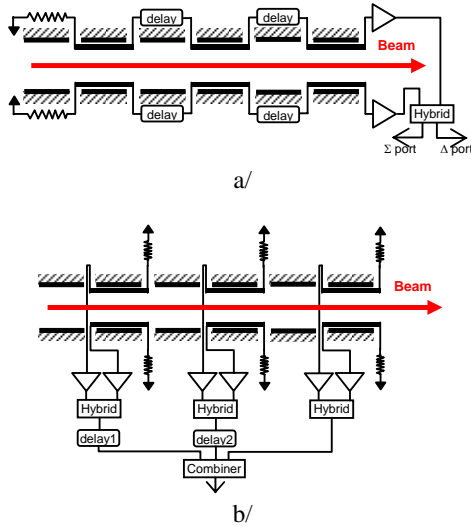 delay delay
Beam
delay delay
Hybrid
Σ port Δ port
a/
Beam
Hybrid Hybrid Hybrid
delay1 delay2
Combiner
b/